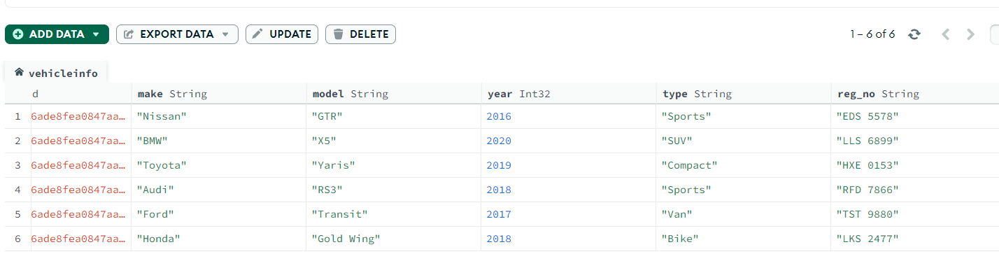 ADD DATA EXPORT DATA UPDATE DELETE 1 – 6 of 6
vehicleinfo
d make String model String year Int32 type String reg_no String
1 6ade8fea0847aa… "Nissan" "GTR" 2016 "Sports" "EDS 5578"
2 6ade8fea0847aa… "BMW" "X5" 2020 "SUV" "LLS 6899"
3 6ade8fea0847aa… "Toyota" "Yaris" 2019 "Compact" "HXE 0153"
4 6ade8fea0847aa… "Audi" "RS3" 2018 "Sports" "RFD 7866"
5 6ade8fea0847aa… "Ford" "Transit" 2017 "Van" "TST 9880"
6 6ade8fea0847aa… "Honda" "Gold Wing" 2018 "Bike" "LKS 2477"